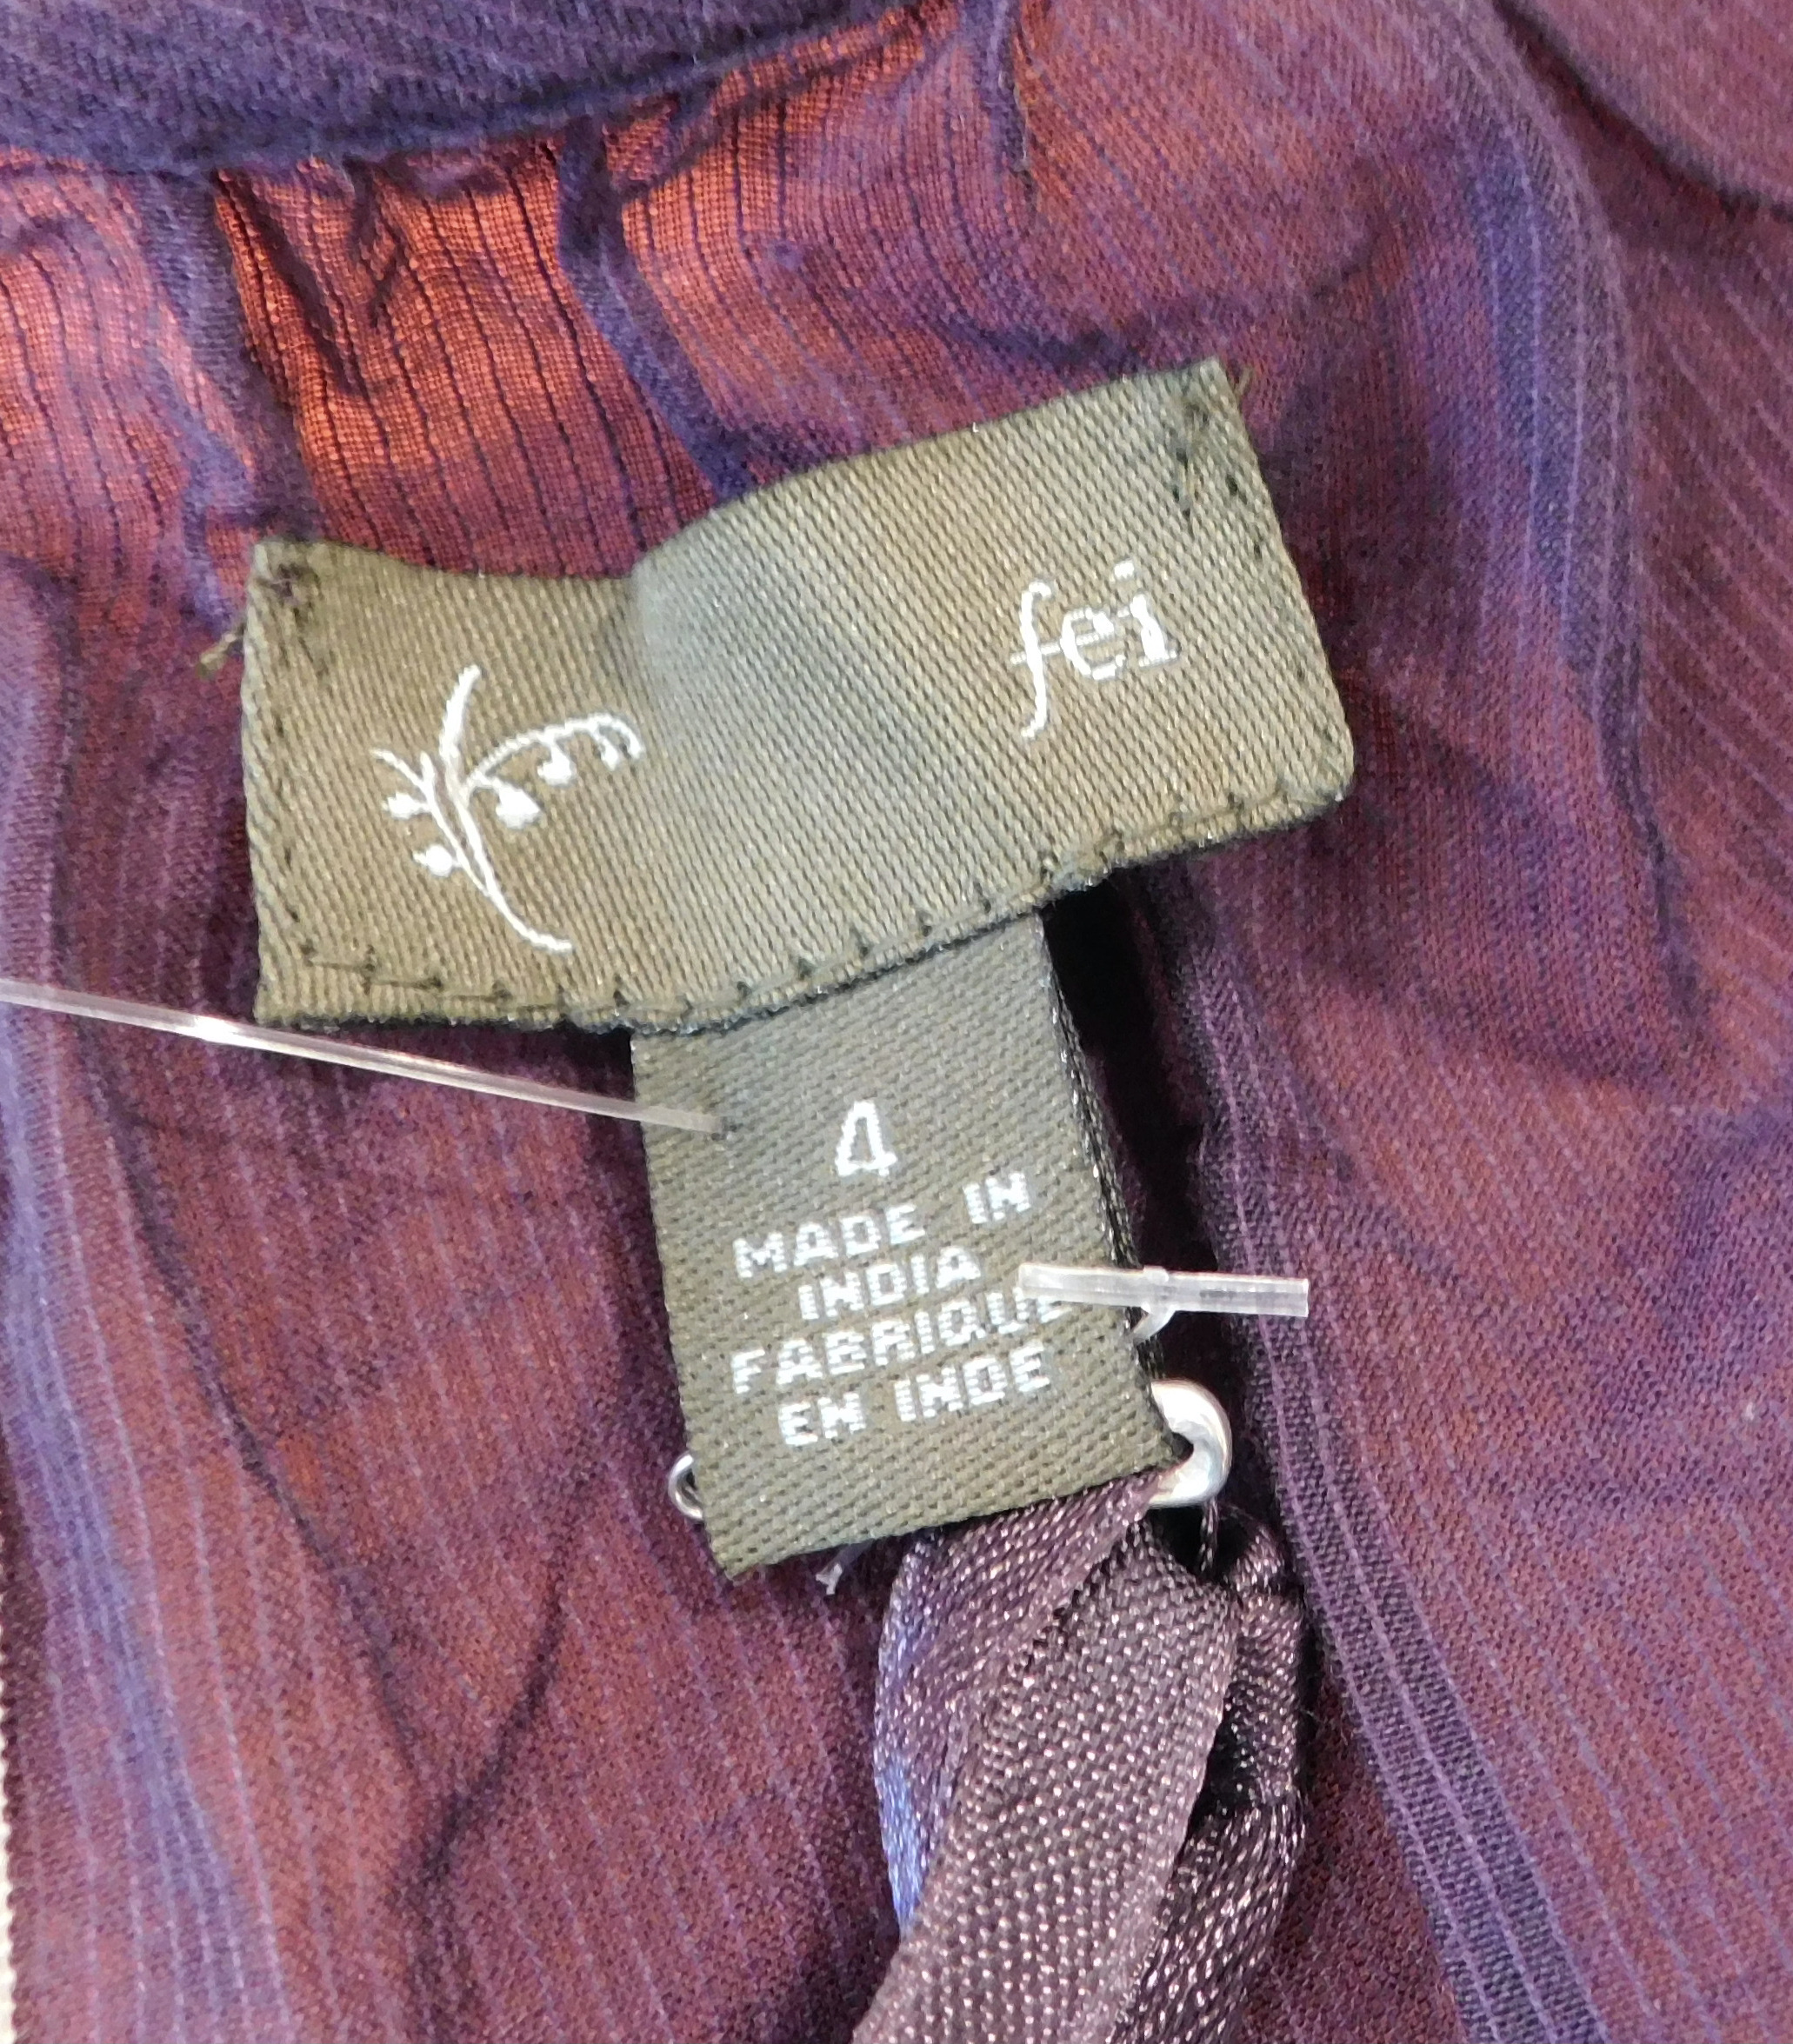 fei
4
MADE IN
INDIA
FABRIQUE
EN INDE